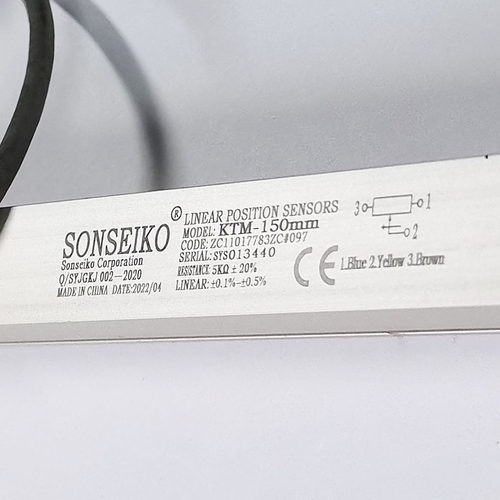 SONSEIKO®
Sonseiko Corporation
Q/SYJGKJ 002—2020
MADE IN CHINA DATE:2022/04
LINEAR POSITION SENSORS
MODEL: KTM-150mm
CODE: ZC11017783ZC#097
SERIAL: SYS013440
RESISTANCE: 5KΩ ± 20%
LINEAR: ±0.1%-±0.5%
CE
3 1
2
1.Blue 2.Yellow 3.Brown